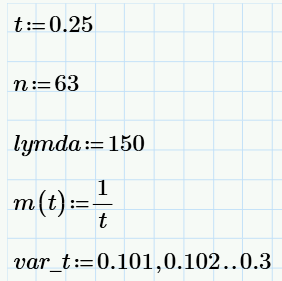 t:=0.25
n:=63
lymda:=150
m(t):=1/t
var_t:=0.101,0.102..0.3